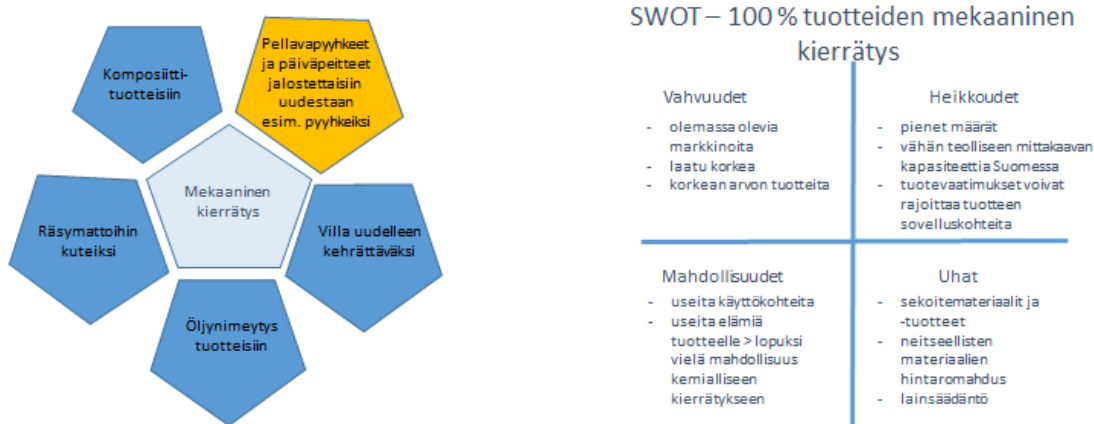 Komposiitti-
tuotteisiin
Pellavapyyhkeet
ja päiväpeitteet
jalostettaisiin
uudestaan
esim. pyyhkeiksi
Mekaaninen
kierrätys
Räsymattoihin
kuteiksi
Villa uudelleen
kehrättäväksi
Öljynimeytys
tuotteisiin
SWOT – 100 % tuotteiden mekaaninen
kierrätys
Vahvuudet
- olemassa olevia
markkinoita
- laatu korkea
- korkean arvon tuotteita
Heikkoudet
- pienet määrät
- vähän teolliseen mittakaavan
kapasiteettia Suomessa
- tuotevaatimukset voivat
rajoittaa tuotteen
sovelluskohteita
Mahdollisuudet
- useita käyttökohteita
- useita elämiä
tuotteelle > lopuksi
vielä mahdollisuus
kemialliseen
kierrätykseen
Uhat
- sekoitemateriaalit ja
-tuotteet
- neitseellisten
materiaalien
hintaromahdus
- lainsäädäntö